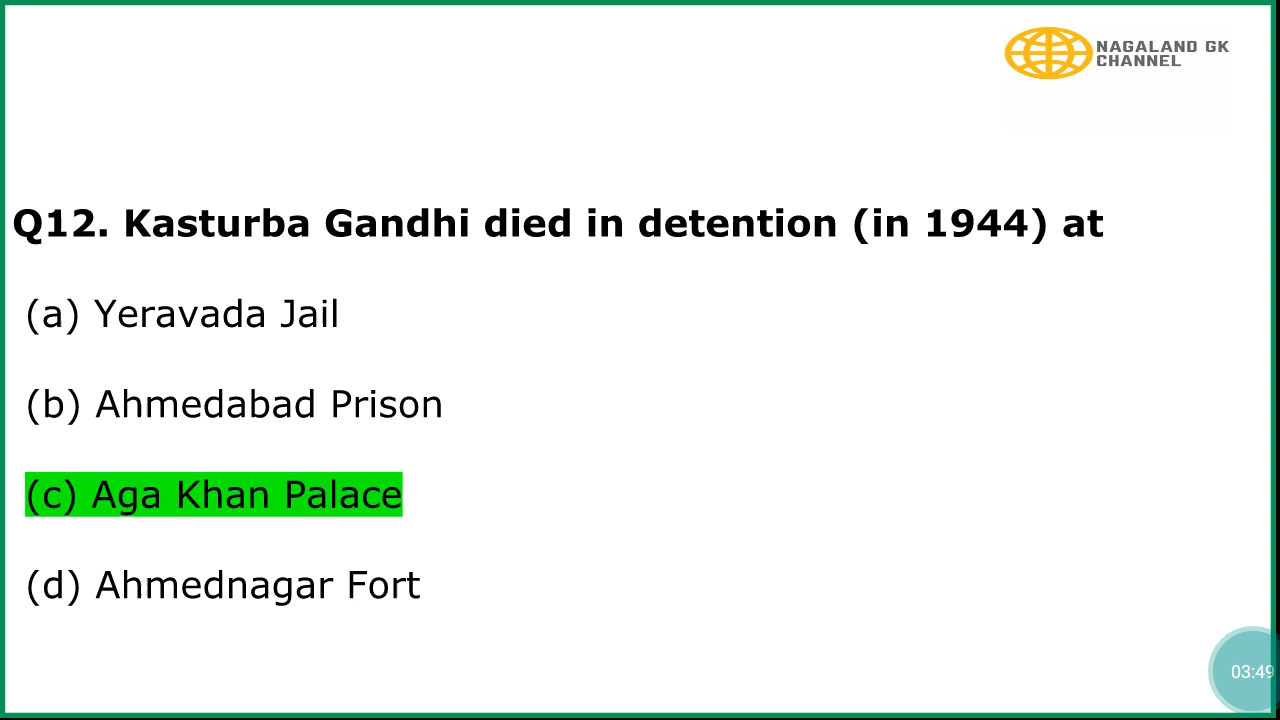 NAGALAND GK
CHANNEL
Q12. Kasturba Gandhi died in detention (in 1944) at
(a) Yeravada Jail
(b) Ahmedabad Prison
(c) Aga Khan Palace
(d) Ahmednagar Fort
03:49